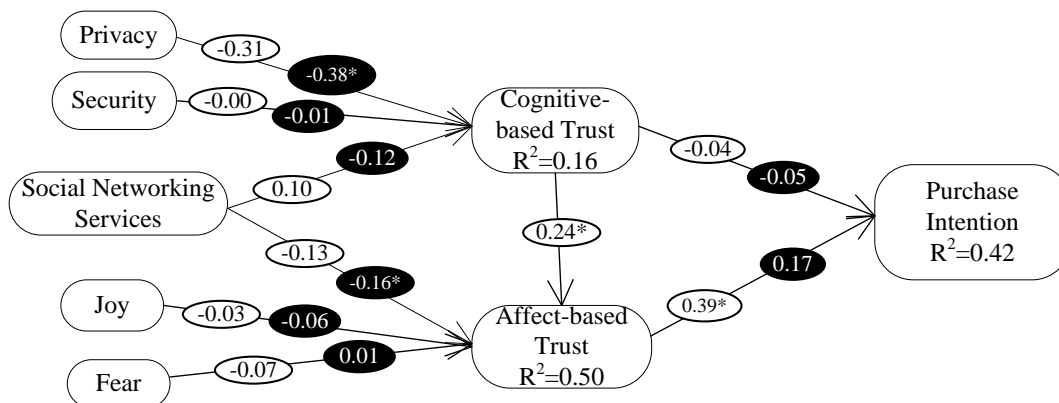 Privacy
-0.31
-0.38*
Security
-0.00
-0.01
Cognitive-
based Trust
R²=0.16
-0.12
0.10
Social Networking
Services
-0.13
-0.16*
-0.04
-0.05
0.24*
Purchase
Intention
R²=0.42
0.17
0.39*
Joy
-0.03
-0.06
Affect-based
Trust
R²=0.50
Fear
-0.07
0.01